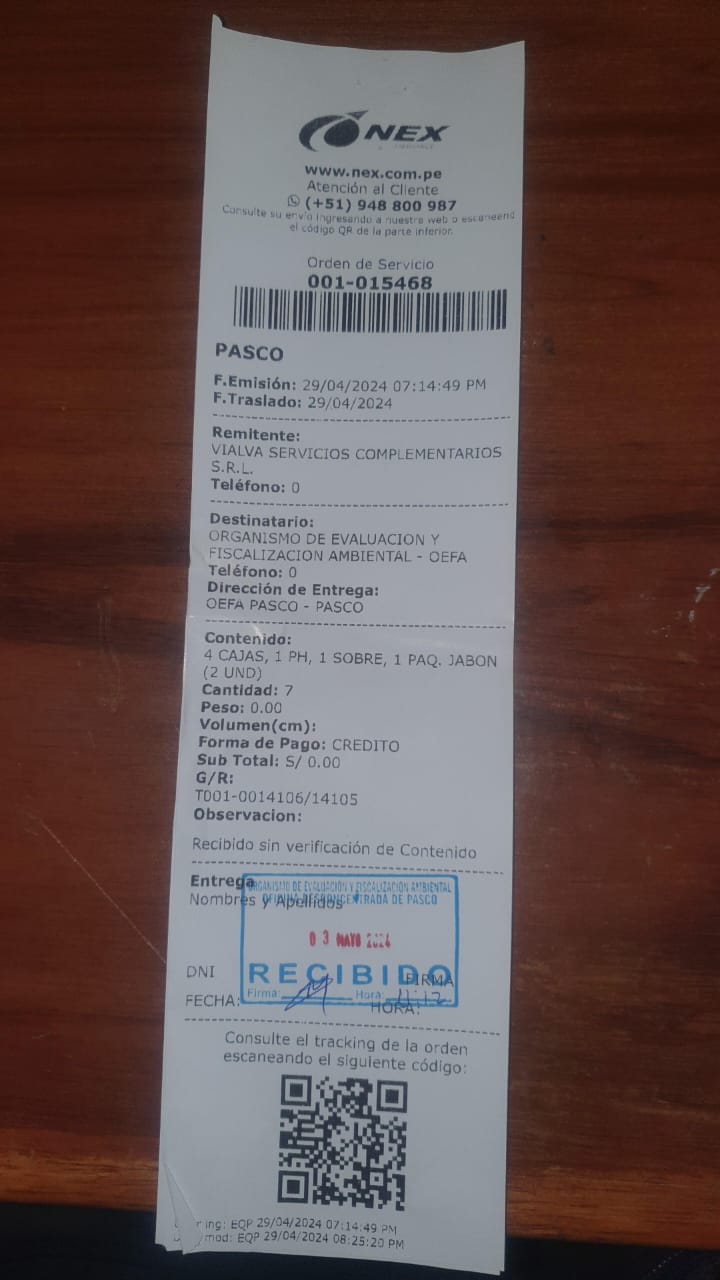 NEX
www.nex.com.pe
Atención al Cliente
(+51) 948 800 987
Consulte su envío ingresando a nuestra web o escaneand
el código QR de la parte inferior.
Orden de Servicio
001-015468
PASCO
F.Emisión: 29/04/2024 07:14:49 PM
F.Traslado: 29/04/2024
Remitente:
VIALVA SERVICIOS COMPLEMENTARIOS
S.R.L.
Teléfono: 0
Destinatario:
ORGANISMO DE EVALUACION Y
FISCALIZACION AMBIENTAL - OEFA
Teléfono: 0
Dirección de Entrega:
OEFA PASCO - PASCO
Contenido:
4 CAJAS, 1 PH, 1 SOBRE, 1 PAQ. JABON
(2 UND)
Cantidad: 7
Peso: 0.00
Volumen(cm):
Forma de Pago: CREDITO
Sub Total: S/ 0.00
G/R:
T001-0014106/14105
Observacion:
Recibido sin verificación de Contenido
Entrega
ORGANISMO DE EVALUACIÓN Y FISCALIZACIÓN AMBIENTAL
Nombres y Apellidos
OFICINA DESCONCENTRADA DE PASCO
03 MAYO 2024
DNI
RECIBIDO
FIRMA
Firma: Hora: 11:12
FECHA:
HORA:
Consulte el tracking de la orden
escaneando el siguiente código:
EQP 29/04/2024 07:14:49 PM
mod: EQP 29/04/2024 08:25:20 PM